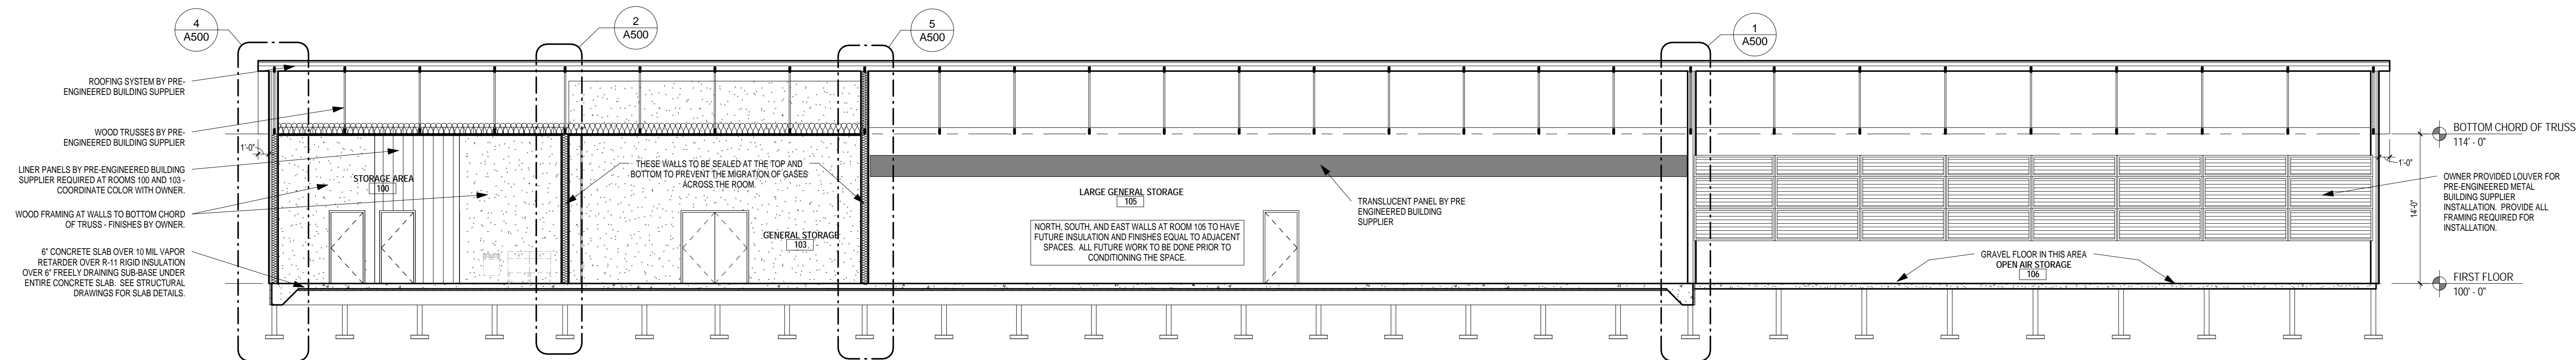 4
A500
2
A500
5
A500
1
A500
ROOFING SYSTEM BY PRE-
ENGINEERED BUILDING SUPPLIER
WOOD TRUSSES BY PRE-
ENGINEERED BUILDING SUPPLIER
1'-0"
LINER PANELS BY PRE-ENGINEERED BUILDING
SUPPLIER REQUIRED AT ROOMS 100 AND 103 -
COORDINATE COLOR WITH OWNER.
WOOD FRAMING AT WALLS TO BOTTOM CHORD
OF TRUSS - FINISHES BY OWNER.
6" CONCRETE SLAB OVER 10 MIL VAPOR
RETARDER OVER R-11 RIGID INSULATION
OVER 6" FREELY DRAINING SUB-BASE UNDER
ENTIRE CONCRETE SLAB. SEE STRUCTURAL
DRAWINGS FOR SLAB DETAILS.
STORAGE AREA
100
THESE WALLS TO BE SEALED AT THE TOP AND
BOTTOM TO PREVENT THE MIGRATION OF GASES
ACROSS THE ROOM.
GENERAL STORAGE
103
LARGE GENERAL STORAGE
105
NORTH, SOUTH, AND EAST WALLS AT ROOM 105 TO HAVE
FUTURE INSULATION AND FINISHES EQUAL TO ADJACENT
SPACES. ALL FUTURE WORK TO BE DONE PRIOR TO
CONDITIONING THE SPACE.
TRANSLUCENT PANEL BY PRE
ENGINEERED BUILDING
SUPPLIER
GRAVEL FLOOR IN THIS AREA
OPEN AIR STORAGE
106
BOTTOM CHORD OF TRUSS
114' - 0"
1'-0"
OWNER PROVIDED LOUVER FOR
PRE-ENGINEERED METAL
BUILDING SUPPLIER
INSTALLATION. PROVIDE ALL
FRAMING REQUIRED FOR
INSTALLATION.
14'-0"
FIRST FLOOR
100' - 0"